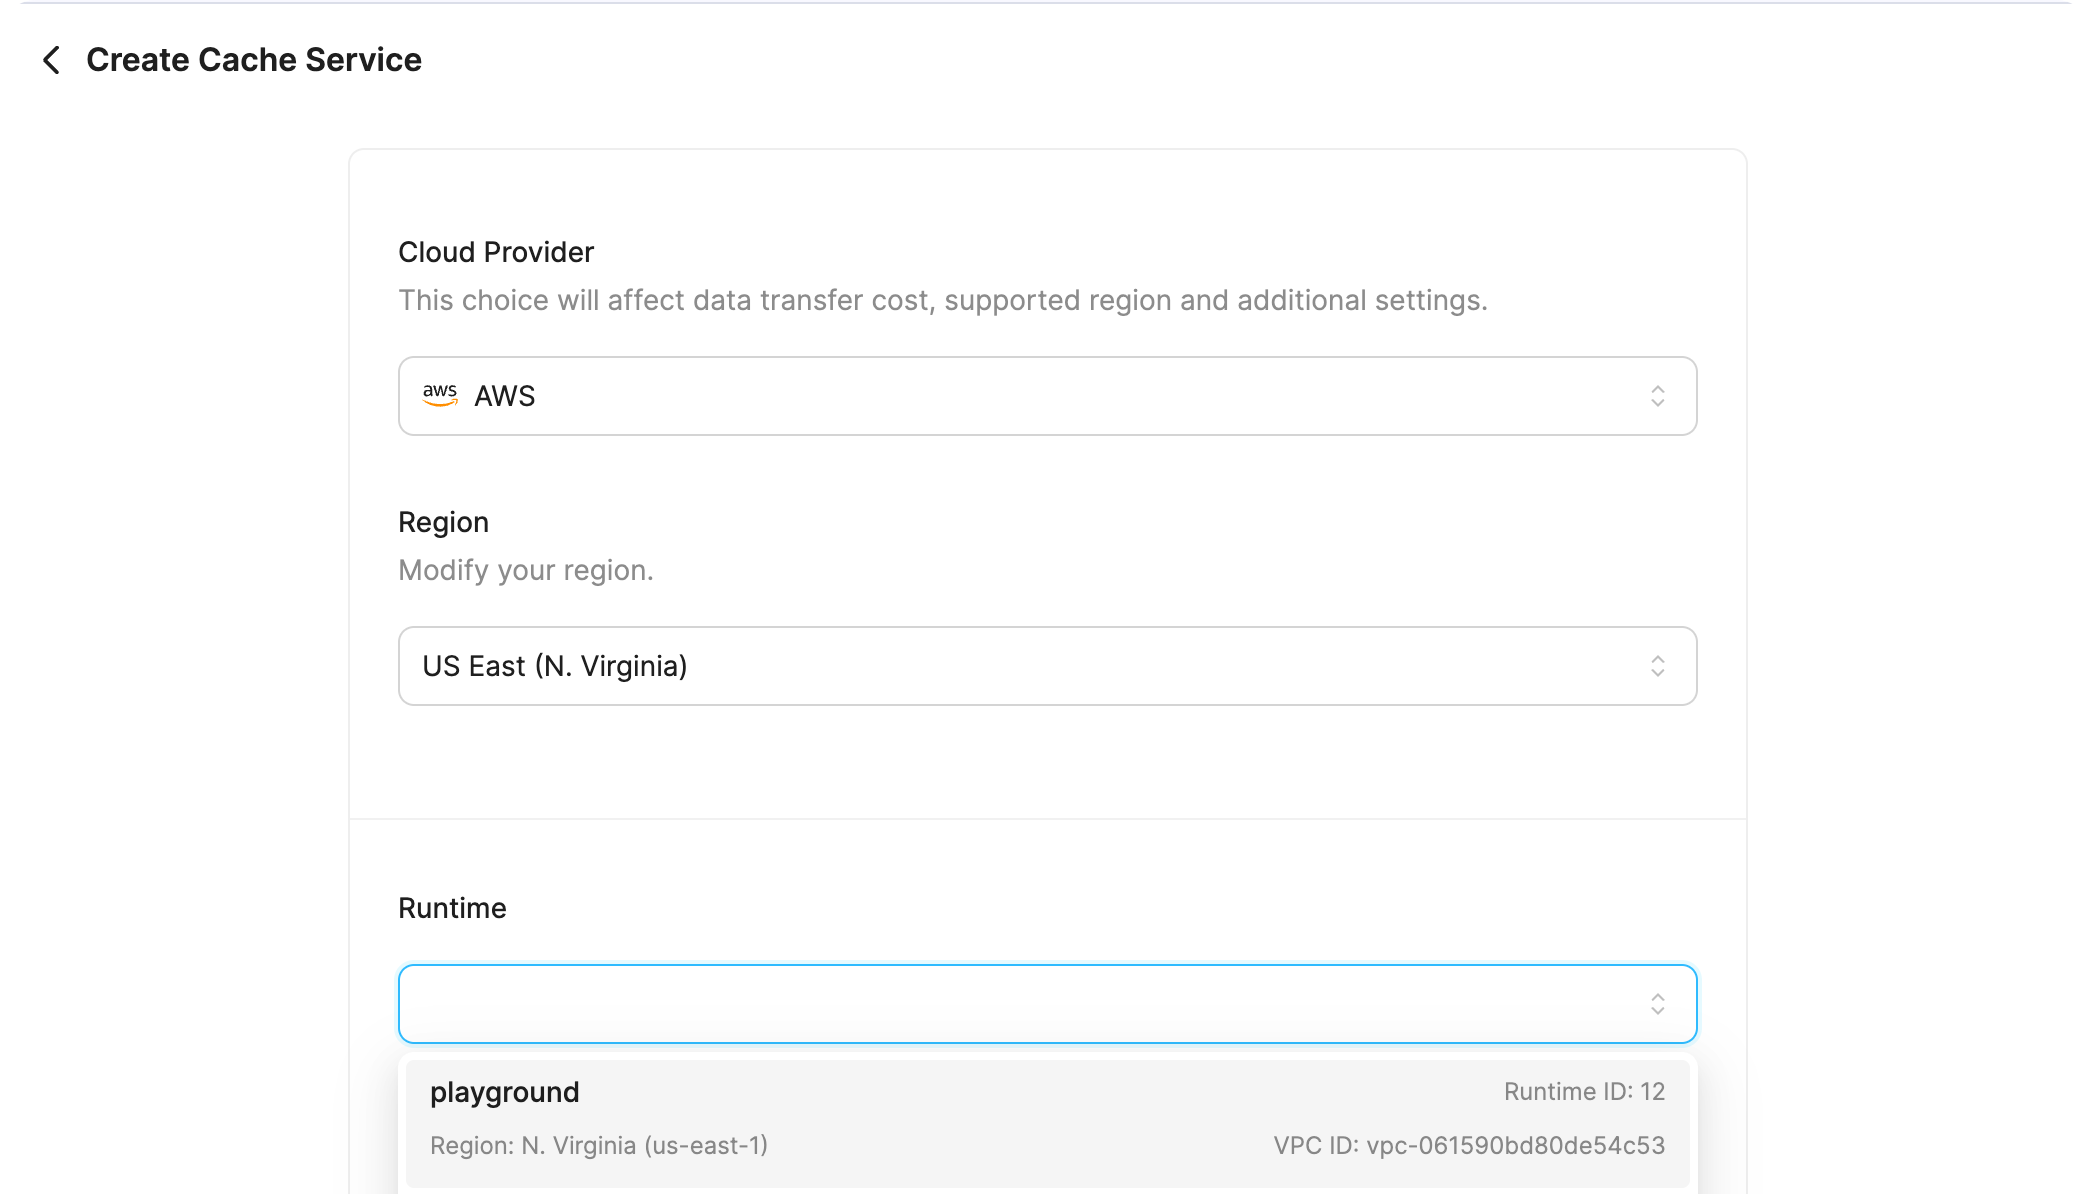 Create Cache Service
Cloud Provider
This choice will affect data transfer cost, supported region and additional settings.
aws AWS
Region
Modify your region.
US East (N. Virginia)
Runtime
playground
Runtime ID: 12
Region: N. Virginia (us-east-1)
VPC ID: vpc-061590bd80de54c53